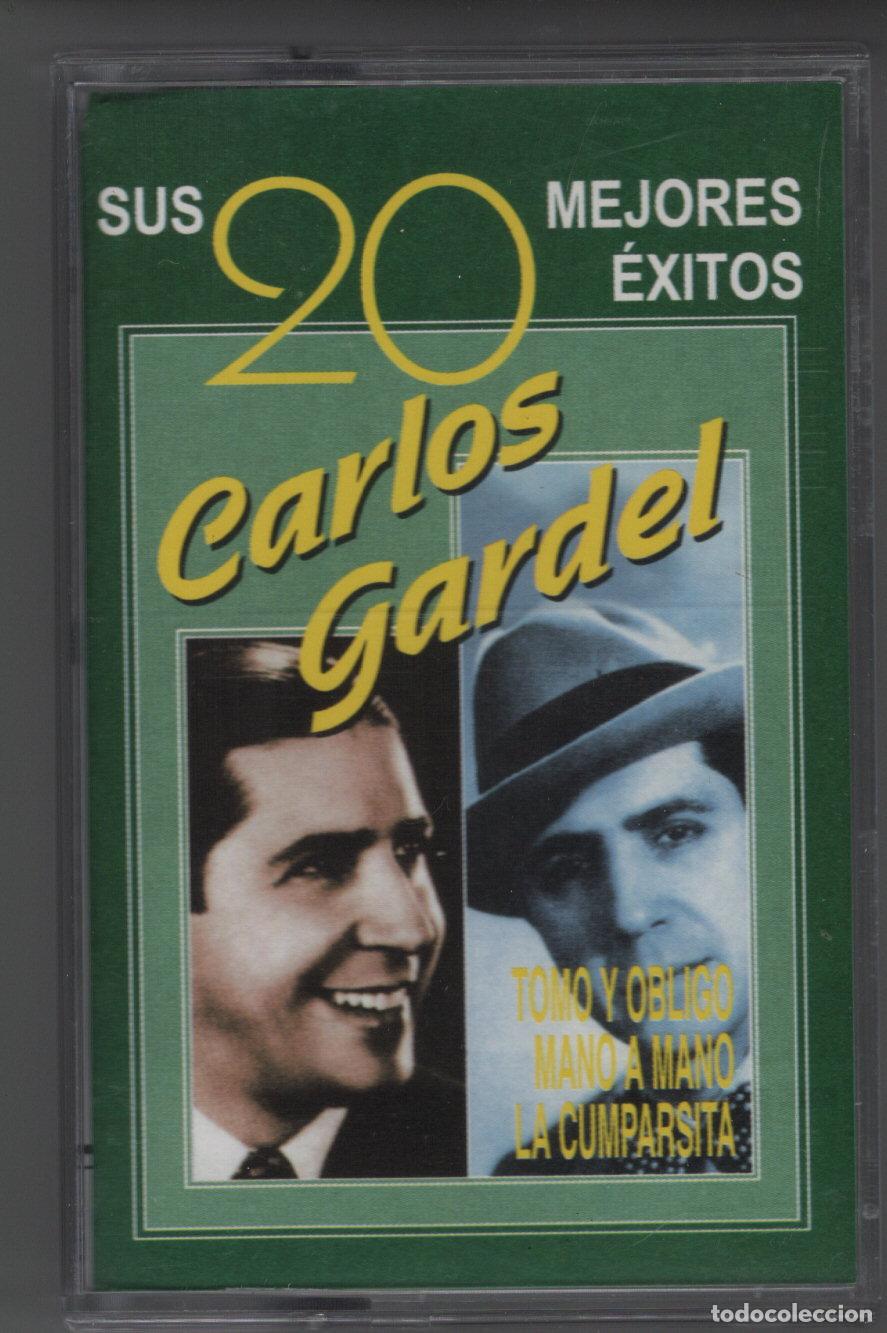 SUS 20 MEJORES
ÉXITOS
Carlos
Gardel
TOMO Y OBLIGO
MANO A MANO
LA CUMPARSITA
todocoleccion